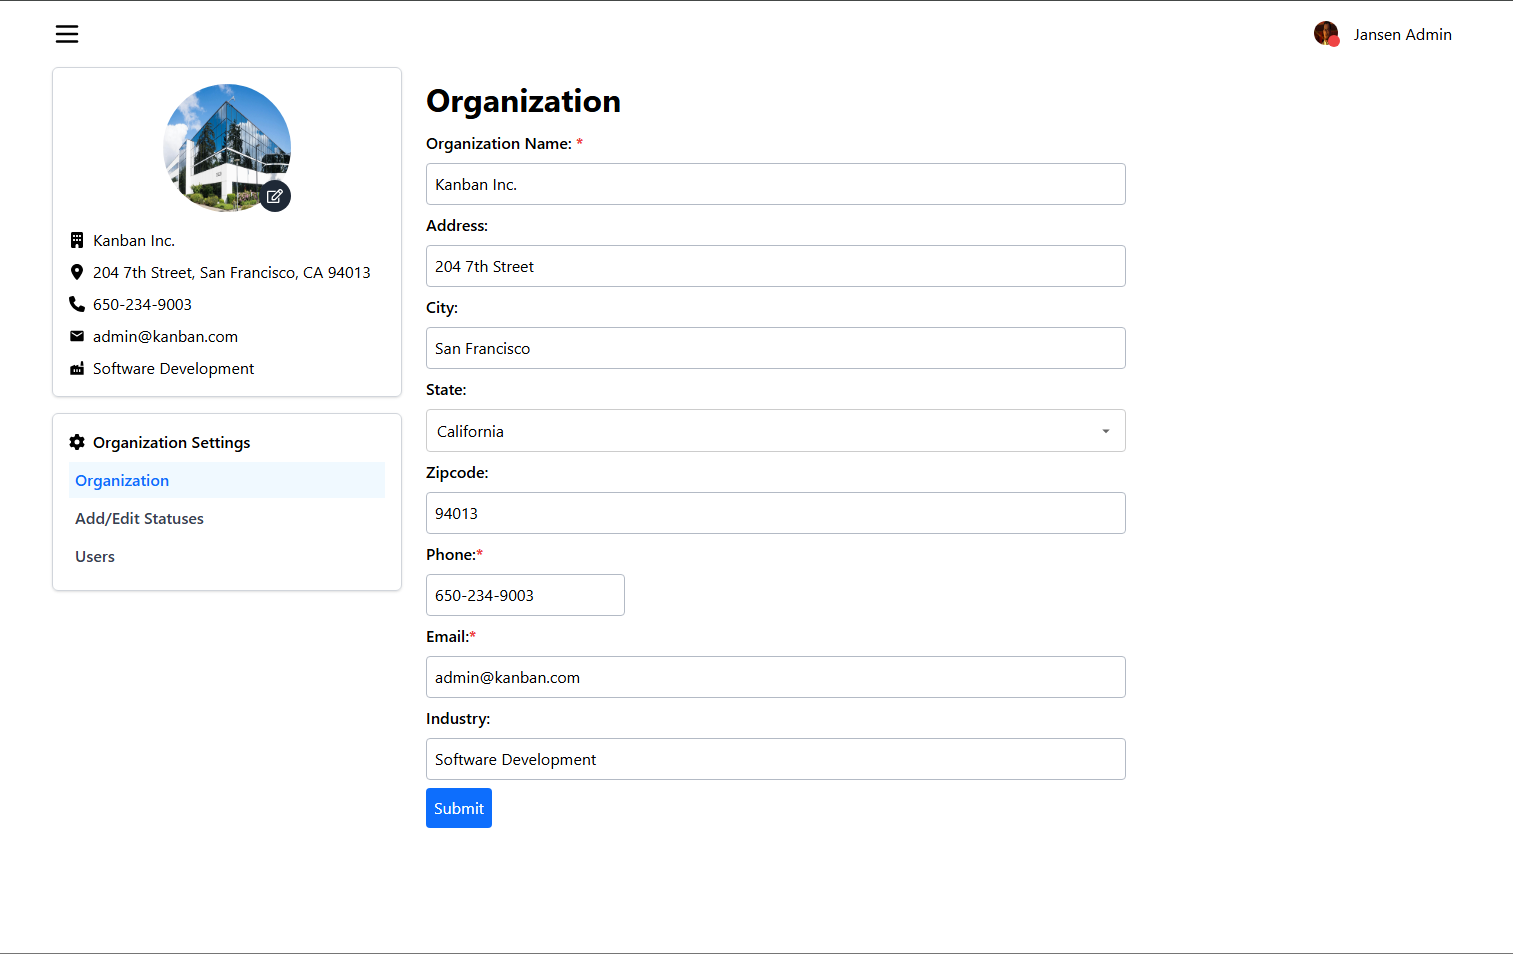 Jansen Admin
Kanban Inc.
204 7th Street, San Francisco, CA 94013
650-234-9003
admin@kanban.com
Software Development
Organization Settings
Organization
Add/Edit Statuses
Users
Organization
Organization Name: *
Kanban Inc.
Address:
204 7th Street
City:
San Francisco
State:
California
Zipcode:
94013
Phone:*
650-234-9003
Email:*
admin@kanban.com
Industry:
Software Development
Submit